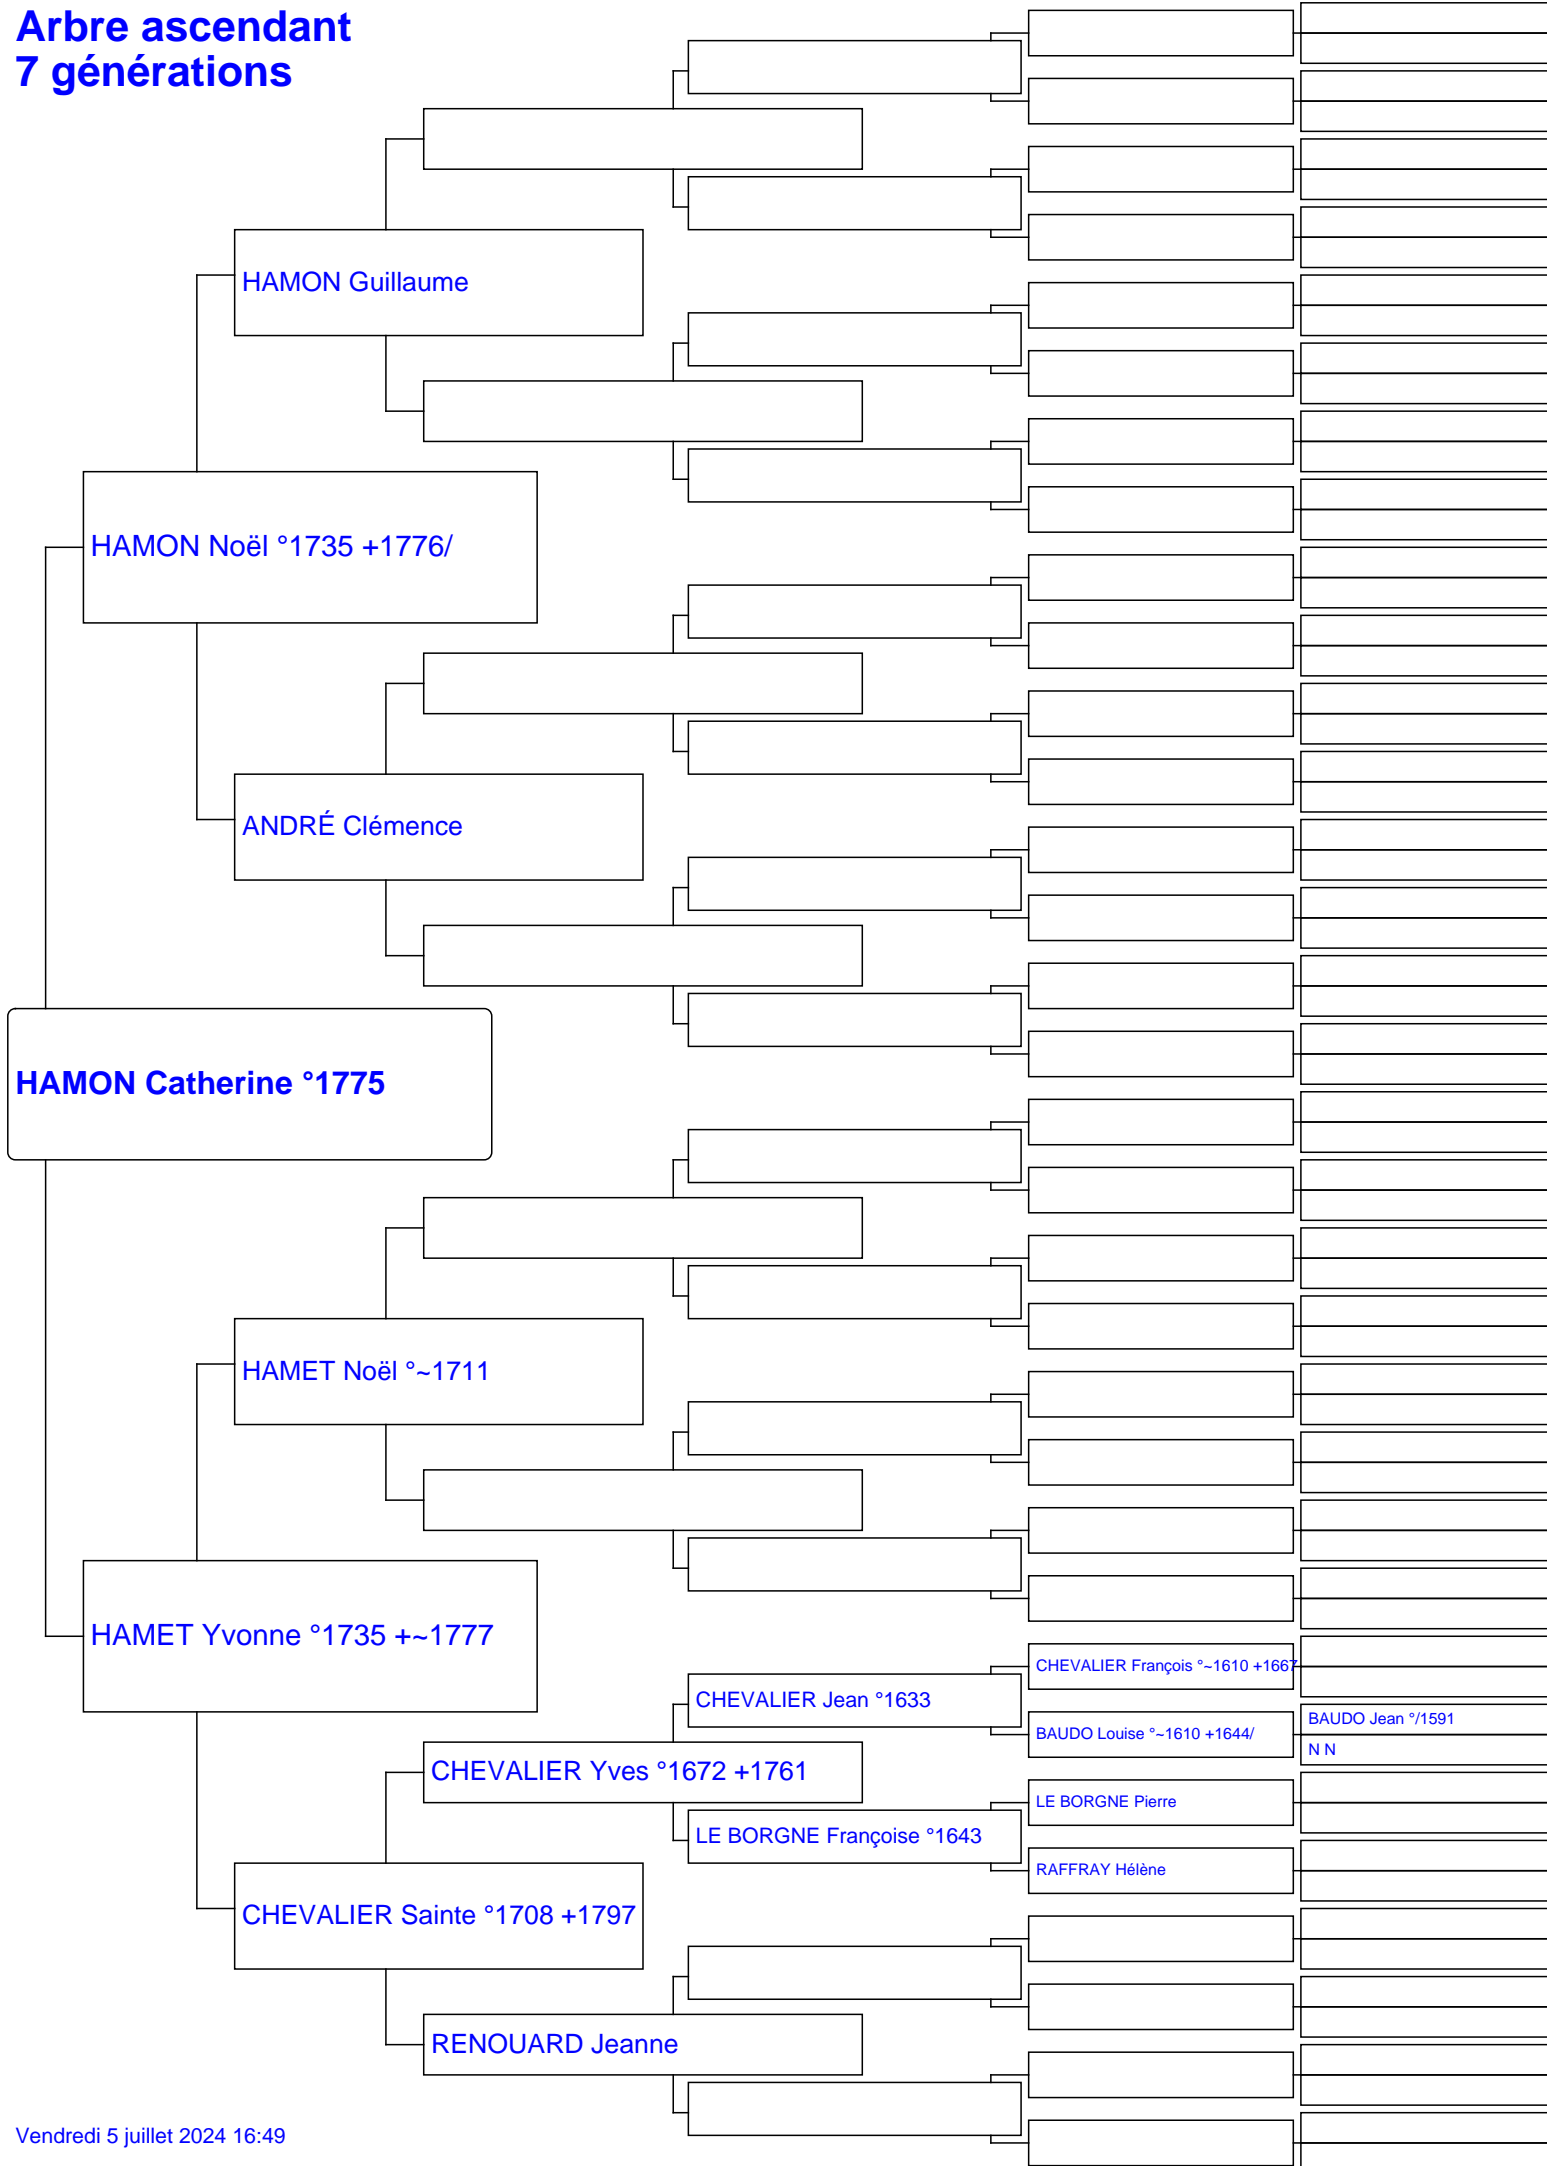 Arbre ascendant
7 générations
HAMON Guillaume
HAMON Noël °1735 +1776/
ANDRÉ Clémence
HAMON Catherine °1775
HAMET Noël °~1711
HAMET Yvonne °1735 +~1777
CHEVALIER François °~1610 +1667
CHEVALIER Jean °1633
BAUDO Jean °/1591
BAUDO Louise °~1610 +1644/
N N
CHEVALIER Yves °1672 +1761
LE BORGNE Pierre
LE BORGNE Françoise °1643
RAFFRAY Hélène
CHEVALIER Sainte °1708 +1797
RENOUARD Jeanne
Vendredi 5 juillet 2024 16:49